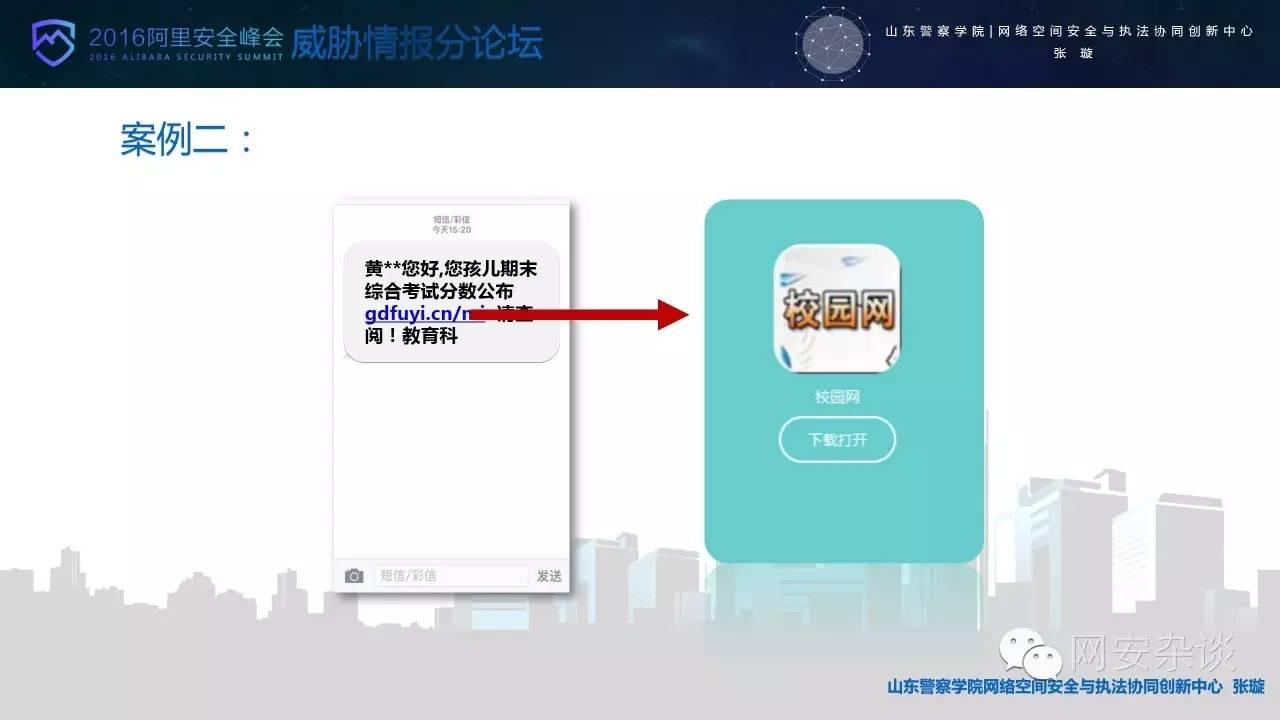 2016阿里安全峰会
2016 ALIBABA SECURITY SUMMIT
威胁情报分论坛
山东警察学院|网络空间安全与执法协同创新中心
张 璇
案例二：
短信/彩信
今天15:20
黄**您好,您孩儿期末
综合考试分数公布
gdfuyi.cn/ 请查
阅！教育科
短信/彩信
发送
校园网
校园网
下载打开
网安杂谈
山东警察学院网络空间安全与执法协同创新中心 张璇